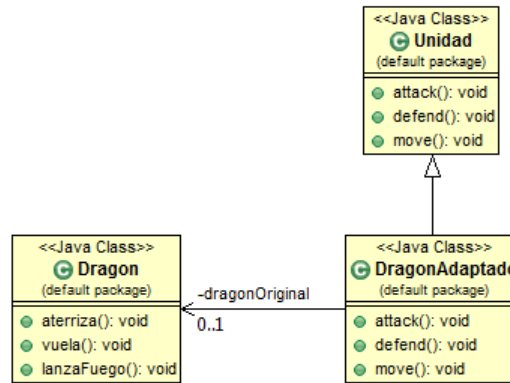 <<Java Class>>
Unidad
(default package)
attack(): void
defend(): void
move(): void
<<Java Class>>
Dragon
(default package)
aterriza(): void
vuela(): void
lanzaFuego(): void
-dragonOriginal
0..1
<<Java Class>>
DragonAdaptado
(default package)
attack(): void
defend(): void
move(): void